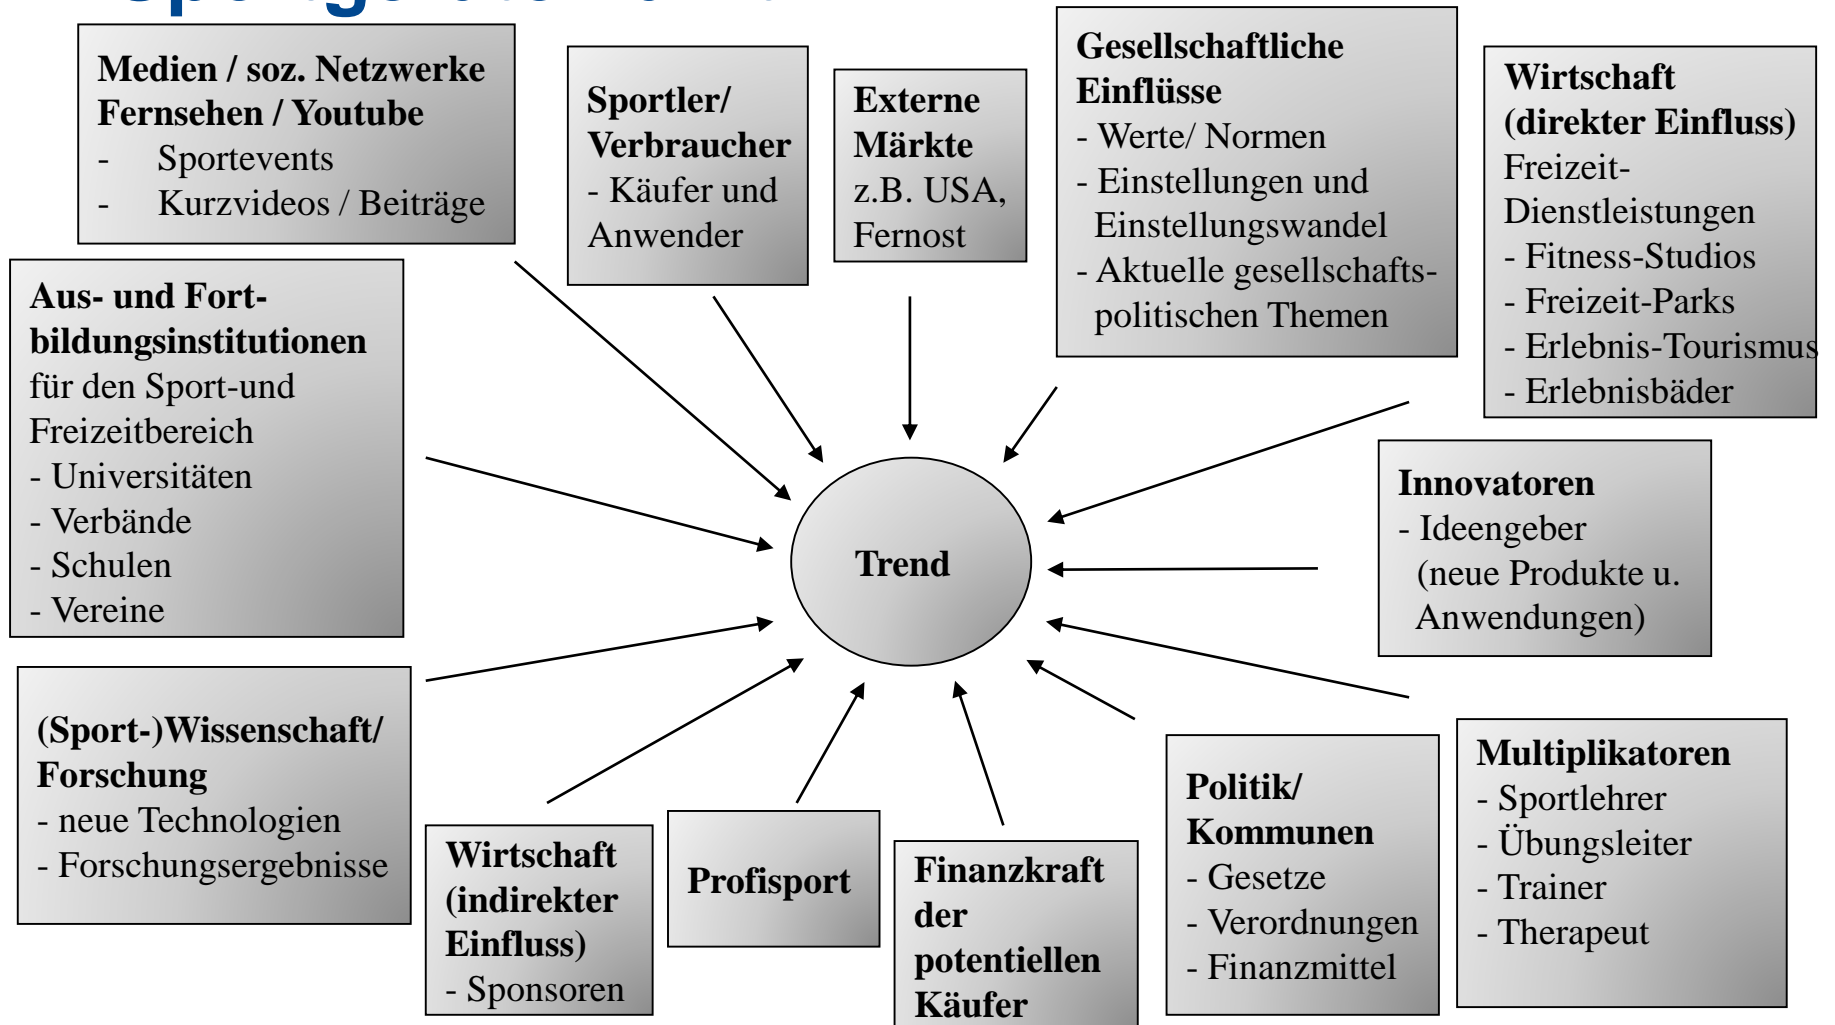 Medien / soz. Netzwerke
Fernsehen / Youtube
- Sportevents
- Kurzvideos / Beiträge
Sportler/
Verbraucher
- Käufer und
Anwender
Externe
Märkte
z.B. USA,
Fernost
Gesellschaftliche
Einflüsse
- Werte/ Normen
- Einstellungen und
Einstellungswandel
- Aktuelle gesellschafts-
politischen Themen
Wirtschaft
(direkter Einfluss)
Freizeit-
Dienstleistungen
- Fitness-Studios
- Freizeit-Parks
- Erlebnis-Tourismus
- Erlebnisbäder
Aus- und Fort-
bildungsinstitutionen
für den Sport-und
Freizeitbereich
- Universitäten
- Verbände
- Schulen
- Vereine
Trend
Innovatoren
- Ideengeber
(neue Produkte u.
Anwendungen)
(Sport-)Wissenschaft/
Forschung
- neue Technologien
- Forschungsergebnisse
Wirtschaft
(indirekter
Einfluss)
- Sponsoren
Profisport
Finanzkraft
der
potentiellen
Käufer
Politik/
Kommunen
- Gesetze
- Verordnungen
- Finanzmittel
Multiplikatoren
- Sportlehrer
- Übungsleiter
- Trainer
- Therapeut